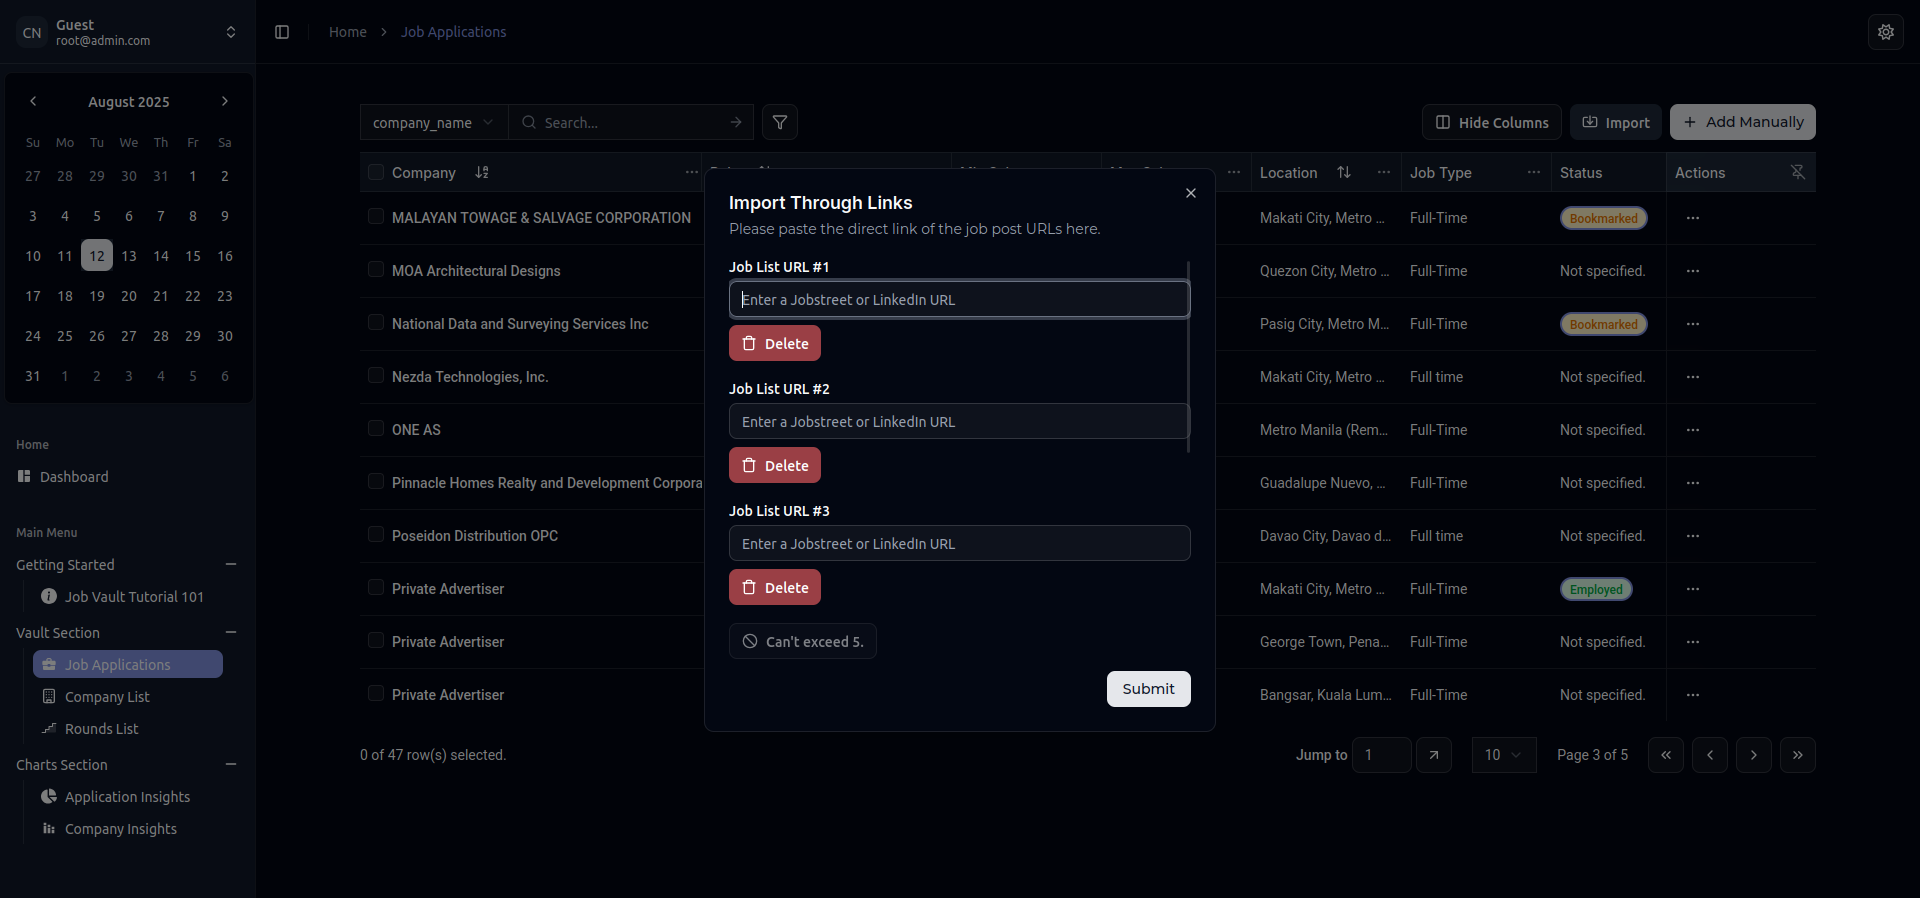 CN
Guest
root@admin.com
Home
Job Applications
August 2025
Su Mo Tu We Th Fr Sa
27 28 29 30 31 1 2
3 4 5 6 7 8 9
10 11 12 13 14 15 16
17 18 19 20 21 22 23
24 25 26 27 28 29 30
31 1 2 3 4 5 6
Home
Dashboard
Main Menu
Getting Started
Job Vault Tutorial 101
Vault Section
Job Applications
Company List
Rounds List
Charts Section
Application Insights
Company Insights
company_name
Search...
Hide Columns
Import
Add Manually
Company
Location
Job Type
Status
Actions
MALAYAN TOWAGE & SALVAGE CORPORATION
Makati City, Metro ...
Full-Time
Bookmarked
MOA Architectural Designs
Quezon City, Metro ...
Full-Time
Not specified.
National Data and Surveying Services Inc
Pasig City, Metro M...
Full-Time
Bookmarked
Nezda Technologies, Inc.
Makati City, Metro ...
Full time
Not specified.
ONE AS
Metro Manila (Rem...
Full-Time
Not specified.
Pinnacle Homes Realty and Development Corpora
Guadalupe Nuevo, ...
Full-Time
Not specified.
Poseidon Distribution OPC
Davao City, Davao d...
Full time
Not specified.
Private Advertiser
Makati City, Metro ...
Full-Time
Employed
Private Advertiser
George Town, Pena...
Full-Time
Not specified.
Private Advertiser
Bangsar, Kuala Lum...
Full-Time
Not specified.
Import Through Links
Please paste the direct link of the job post URLs here.
Job List URL #1
Enter a Jobstreet or LinkedIn URL
Delete
Job List URL #2
Enter a Jobstreet or LinkedIn URL
Delete
Job List URL #3
Enter a Jobstreet or LinkedIn URL
Delete
Can't exceed 5.
Submit
0 of 47 row(s) selected.
Jump to
1
10
Page 3 of 5